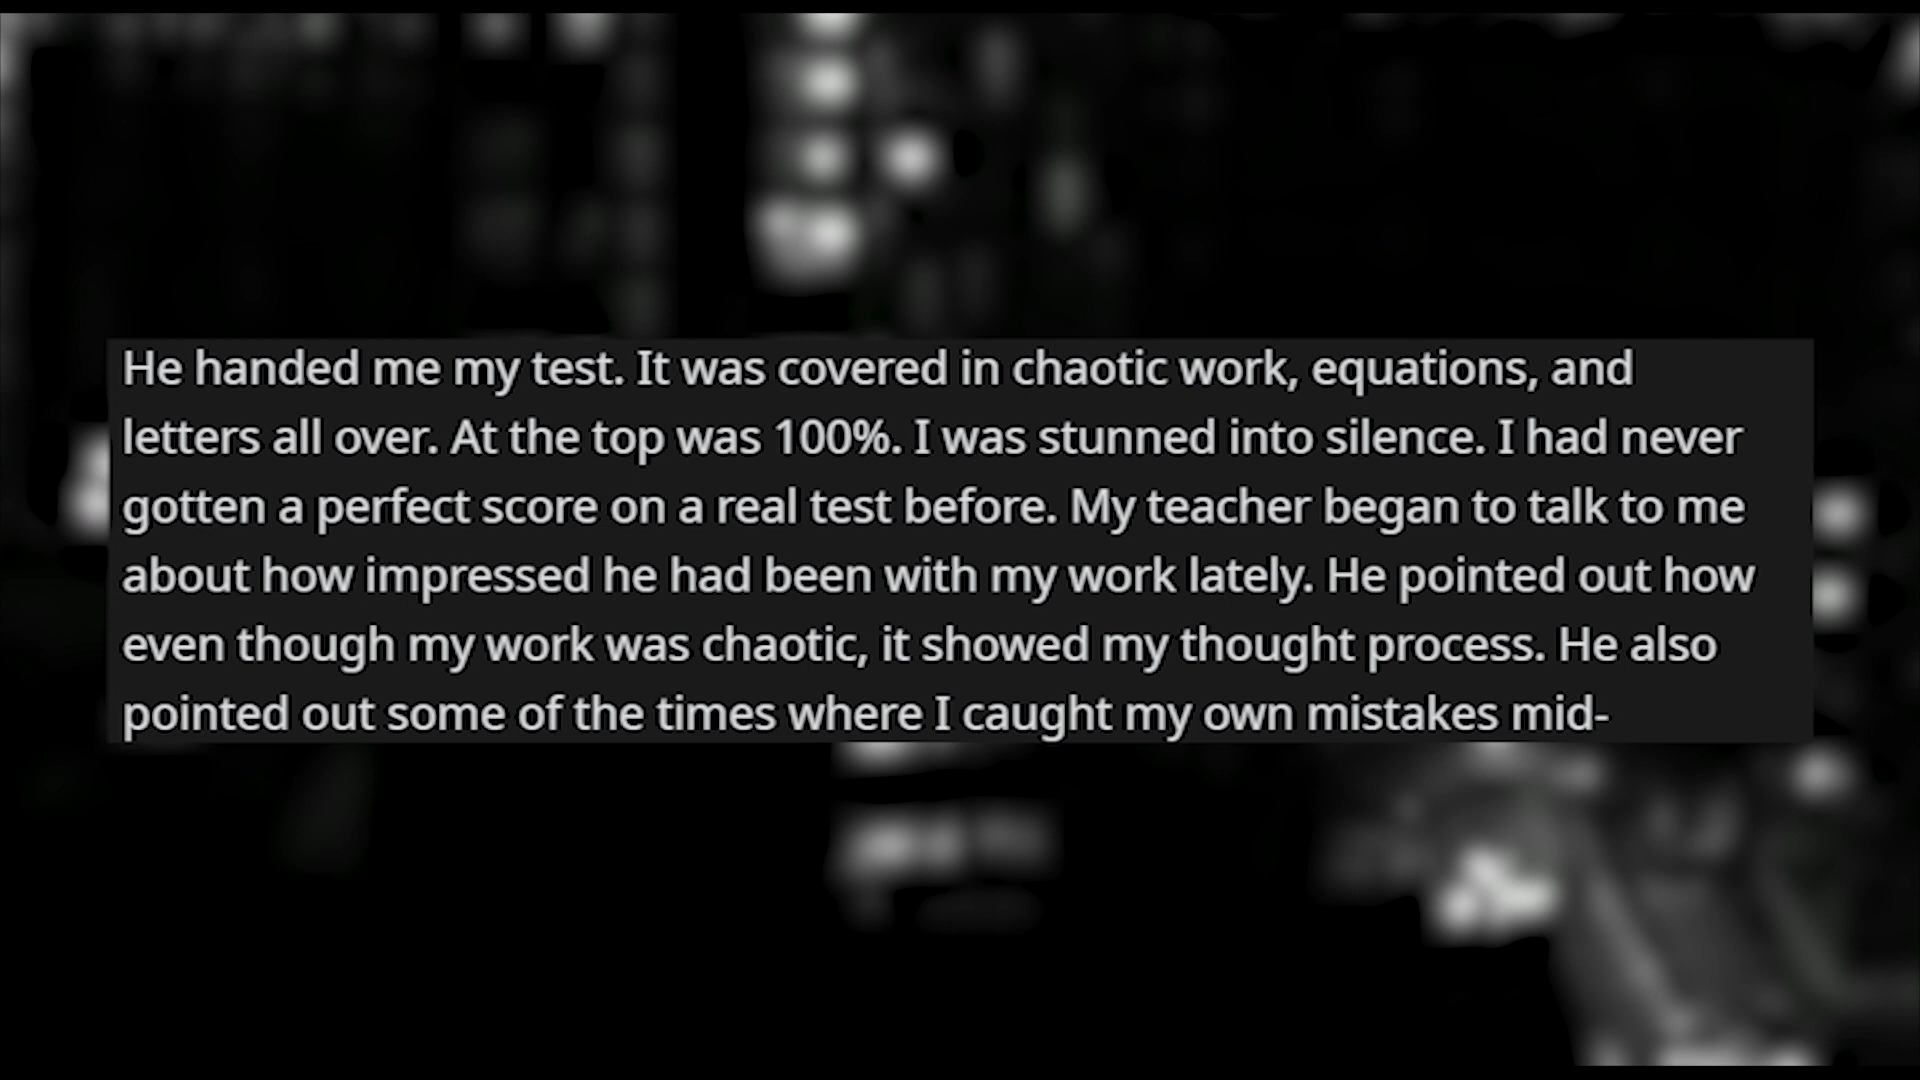 He handed me my test. It was covered in chaotic work, equations, and
letters all over. At the top was 100%. I was stunned into silence. I had never
gotten a perfect score on a real test before. My teacher began to talk to me
about how impressed he had been with my work lately. He pointed out how
even though my work was chaotic, it showed my thought process. He also
pointed out some of the times where I caught my own mistakes mid-